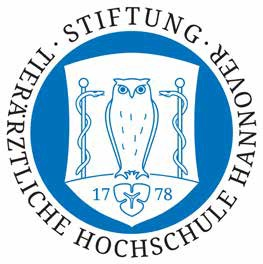 · STIFTUNG ·
TIERÄRZTLICHE HOCHSCHULE HANNOVER
17 78